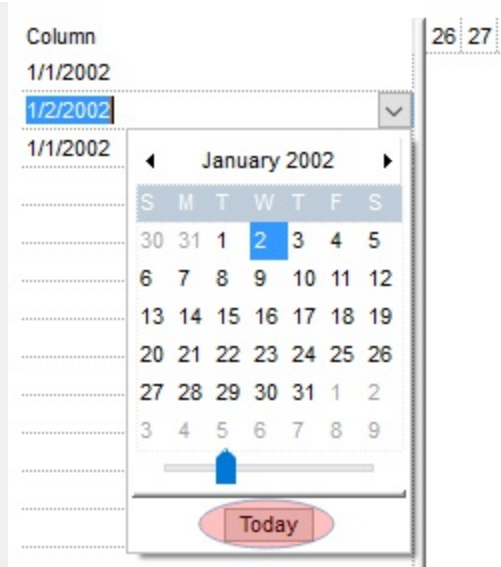 Column
26 27
1/1/2002
1/2/2002
1/1/2002
January 2002
S M T W T F S
30 31 1 2 3 4 5
6 7 8 9 10 11 12
13 14 15 16 17 18 19
20 21 22 23 24 25 26
27 28 29 30 31 1 2
3 4 5 6 7 8 9
Today